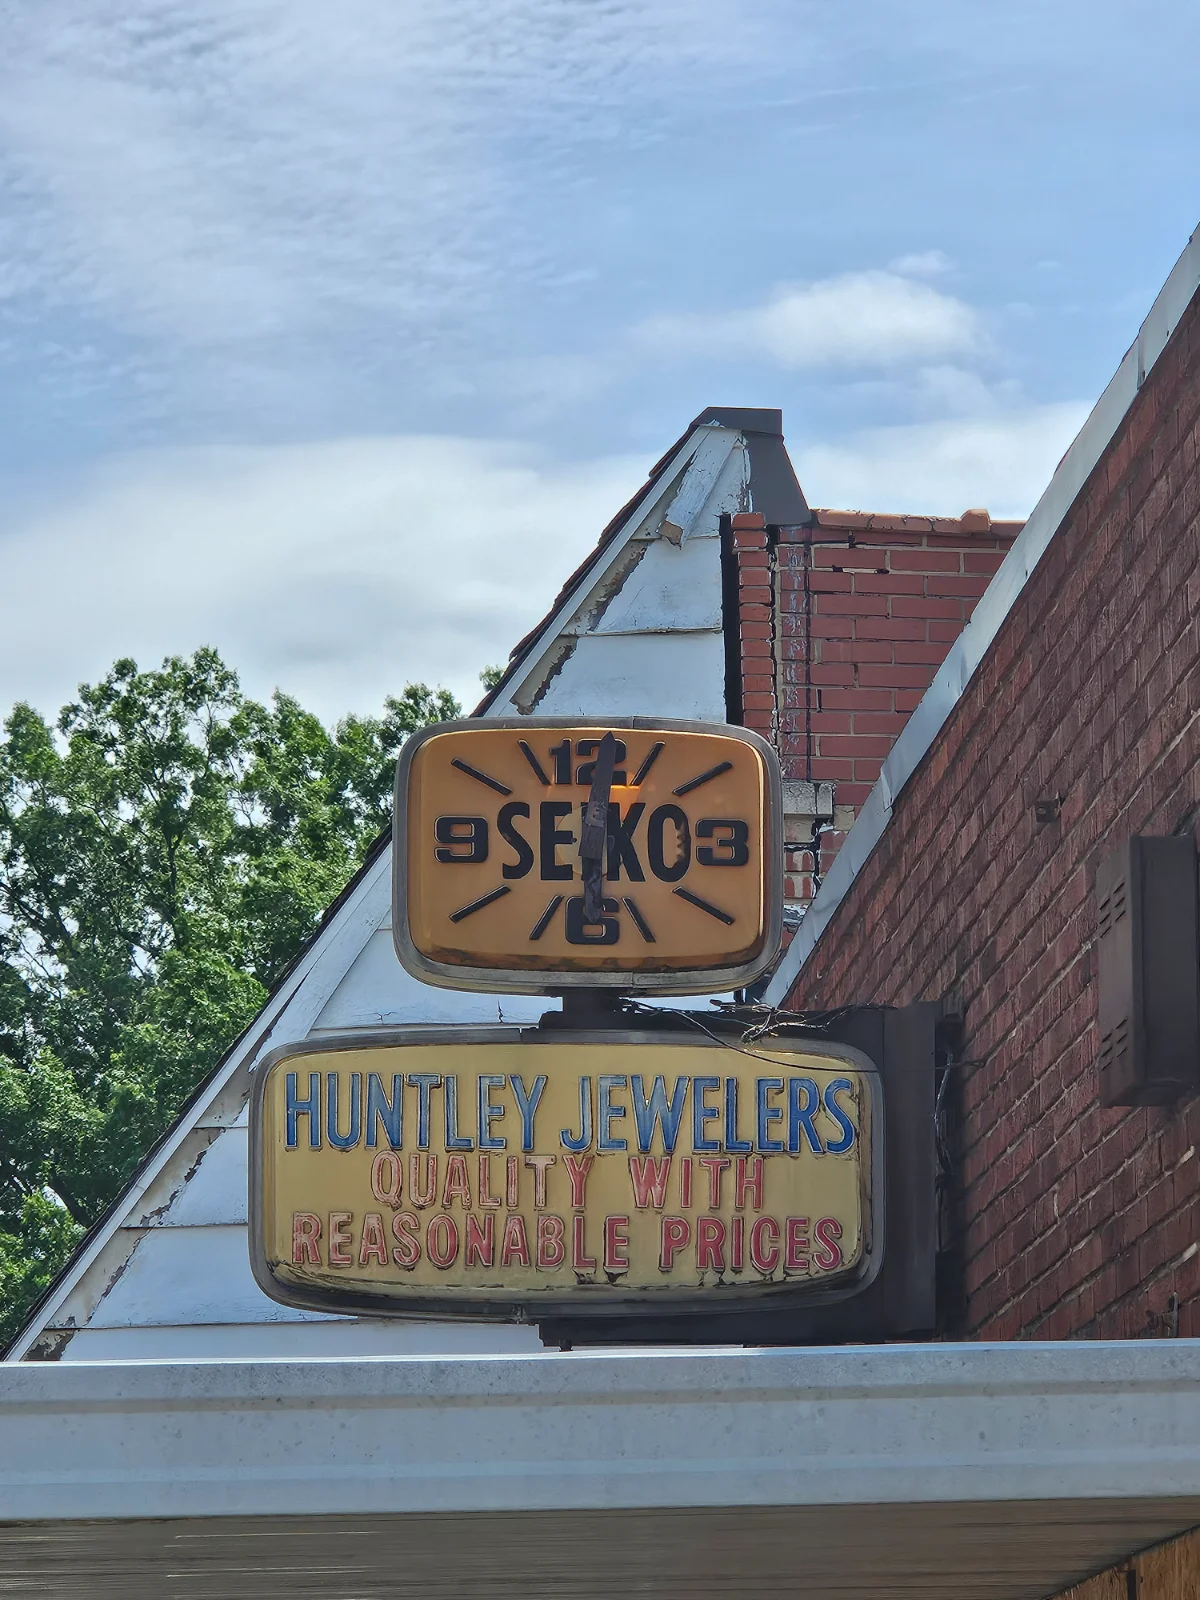 12
9 SEIKO 3
6
HUNTLEY JEWELERS
QUALITY WITH
REASONABLE PRICES